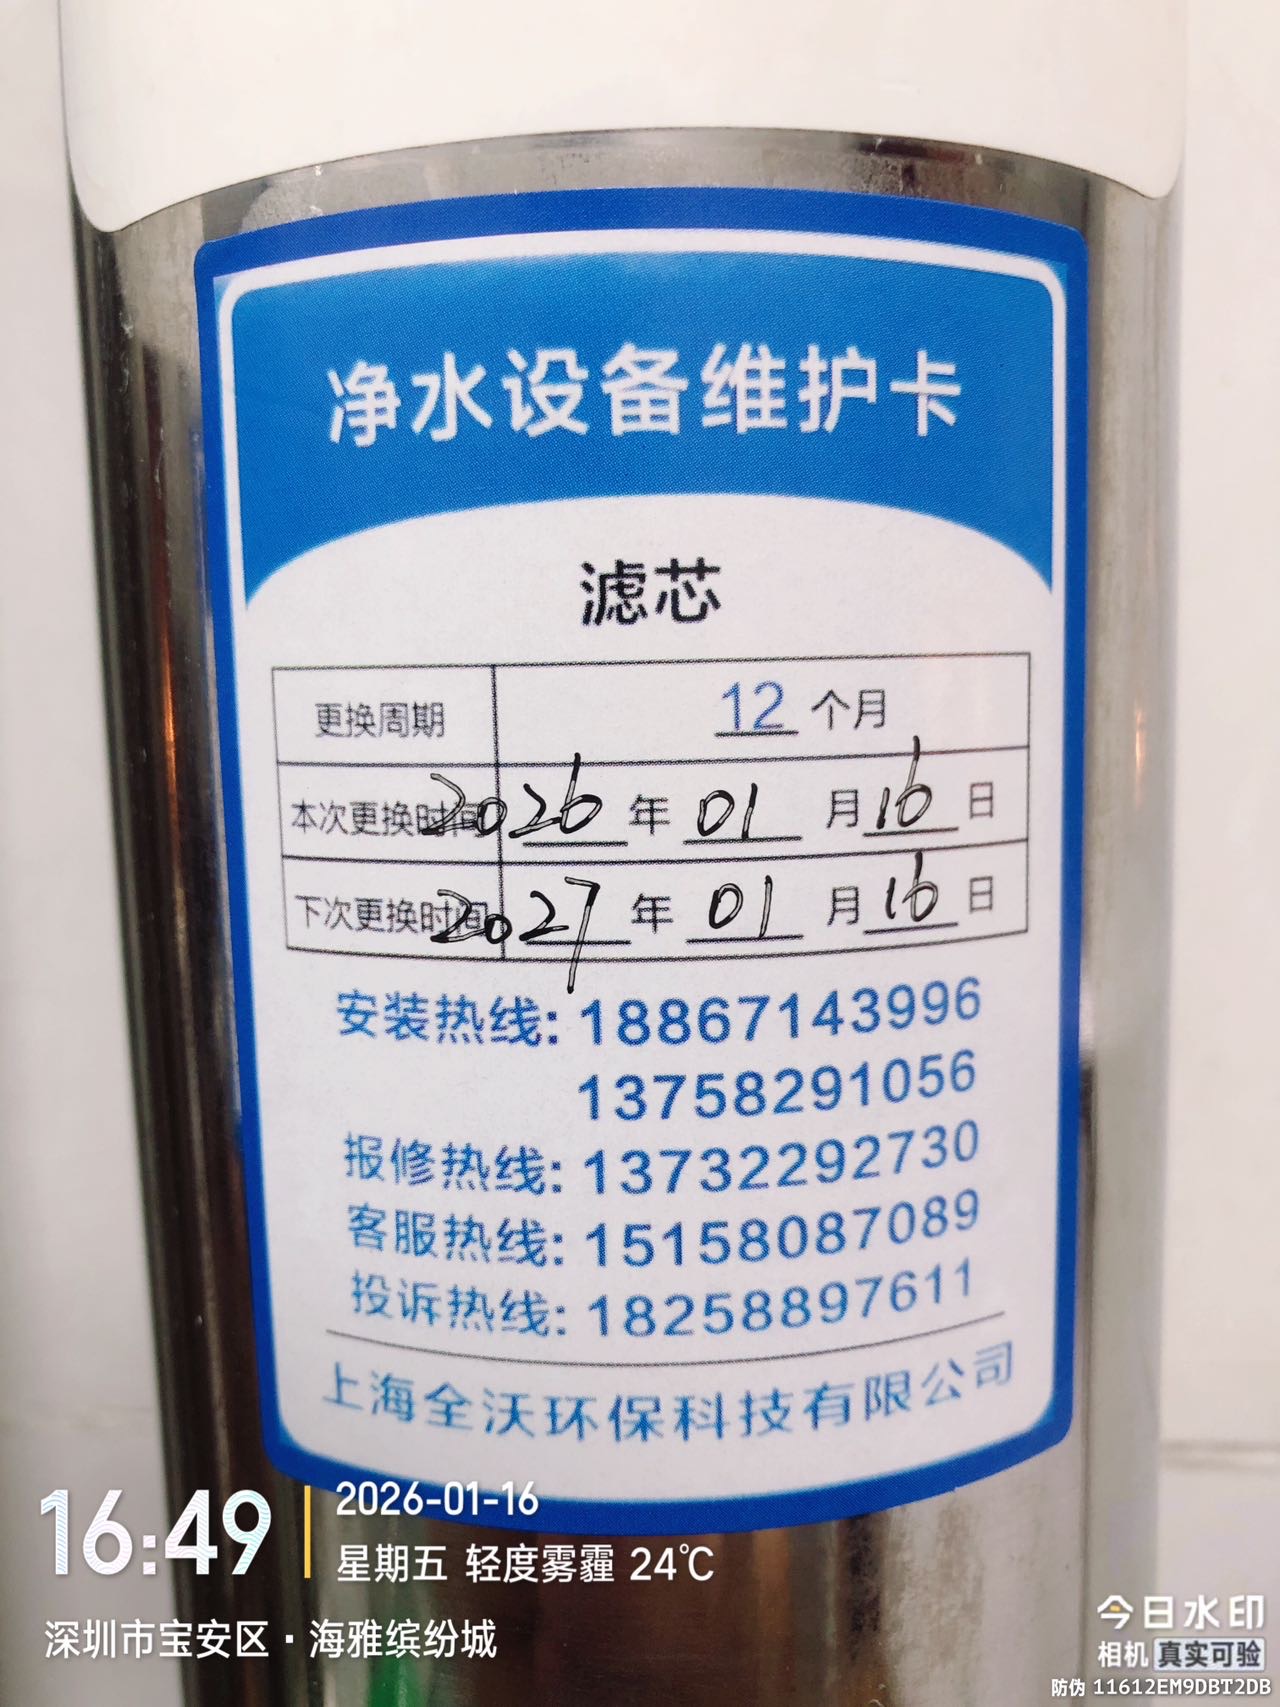 净水设备维护卡
滤芯
更换周期 12 个月
本次更换时间 2026 年 01 月 16 日
下次更换时间 2027 年 01 月 16 日
安装热线: 18867143996
13758291056
报修热线: 13732292730
客服热线: 15158087089
投诉热线: 18258897611
上海全沃环保科技有限公司
16:49
2026-01-16
星期五 轻度雾霾 24℃
深圳市宝安区·海雅缤纷城
今日水印
相机 真实可验
防伪 11612EM9DBT2DB